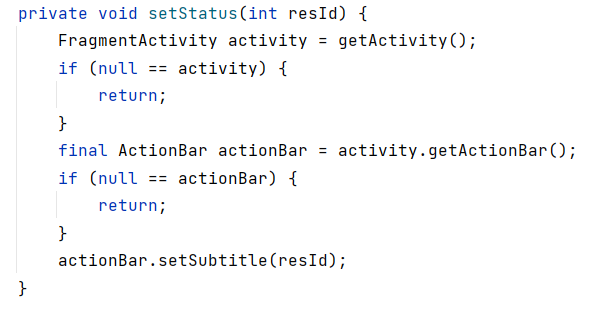 private void setStatus(int resId) {
    FragmentActivity activity = getActivity();
    if (null == activity) {
        return;
    }
    final ActionBar actionBar = activity.getActionBar();
    if (null == actionBar) {
        return;
    }
    actionBar.setSubtitle(resId);
}